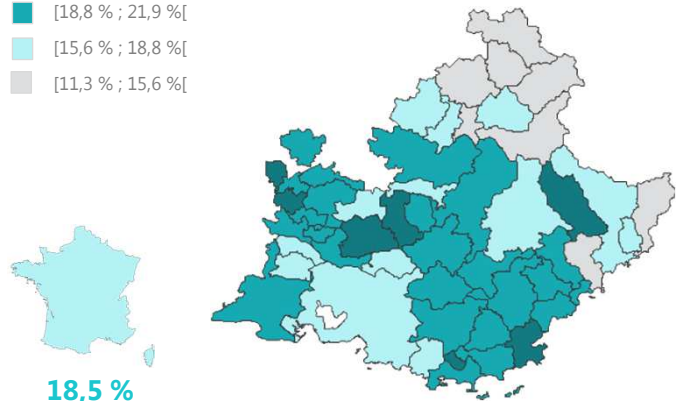 [18,8 % ; 21,9 %[
[15,6 % ; 18,8 %[
[11,3 % ; 15,6 %[
18,5 %